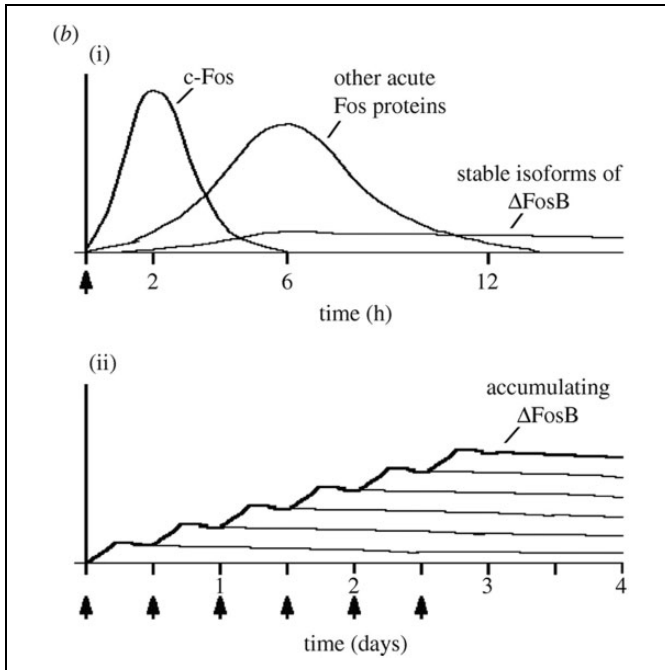 (b)
(i)
c-Fos
other acute
Fos proteins
stable isoforms of
ΔFosB
2
6
12
time (h)
(ii)
accumulating
ΔFosB
1
2
3
4
time (days)